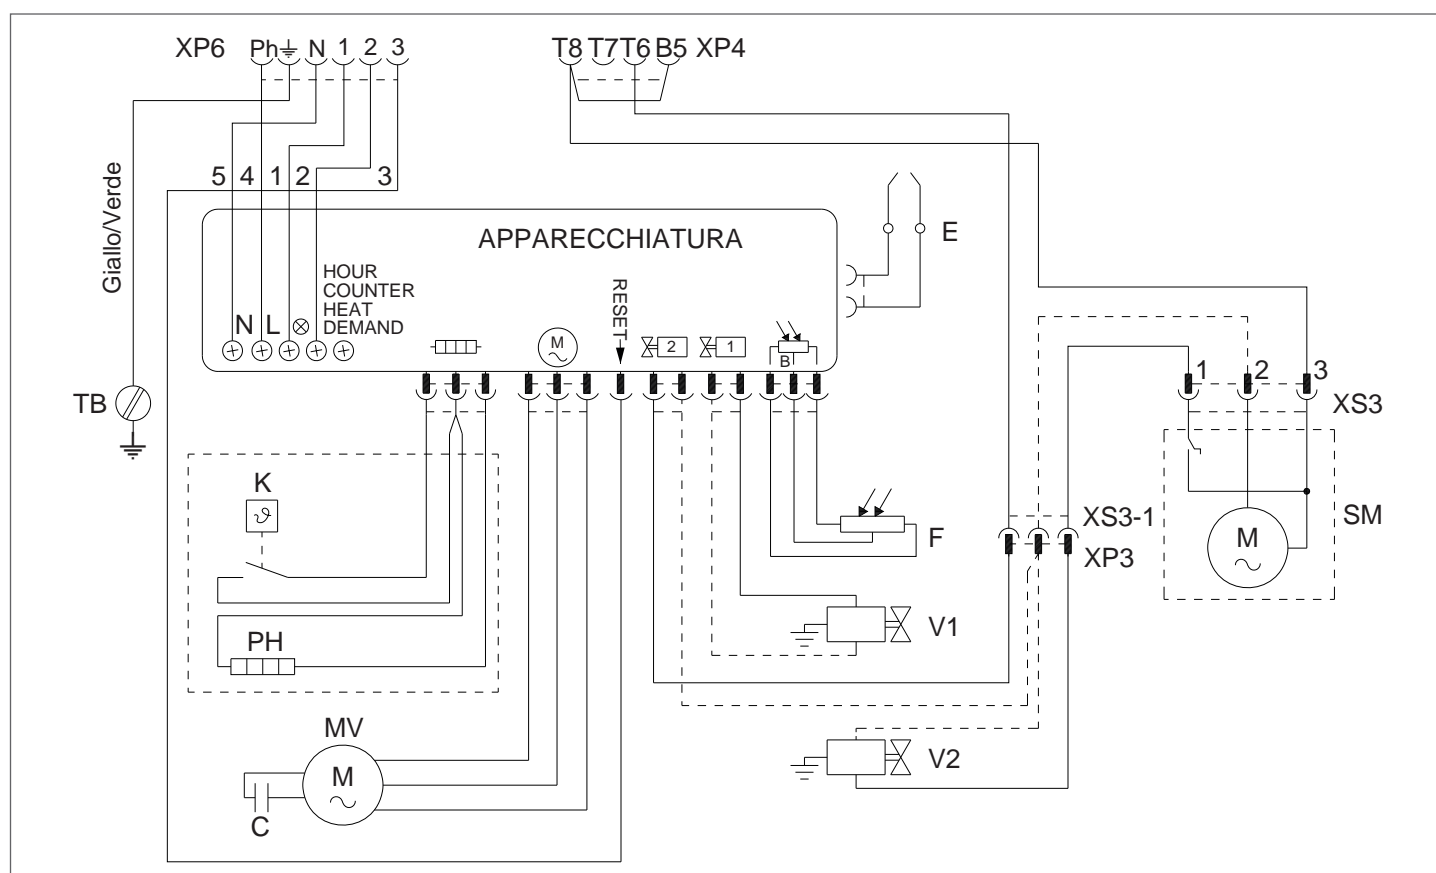 XP6 Ph N 1 2 3
T8 T7 T6 B5 XP4
Giallo/Verde
5 4 1 2 3
APPARECCHIATURA
E
HOUR
COUNTER
HEAT
DEMAND
N L
RESET
M
2
1
B
TB
1 2 3
XS3
K
ϑ
F
XS3-1
XP3
SM
M
PH
V1
MV
M
C
V2